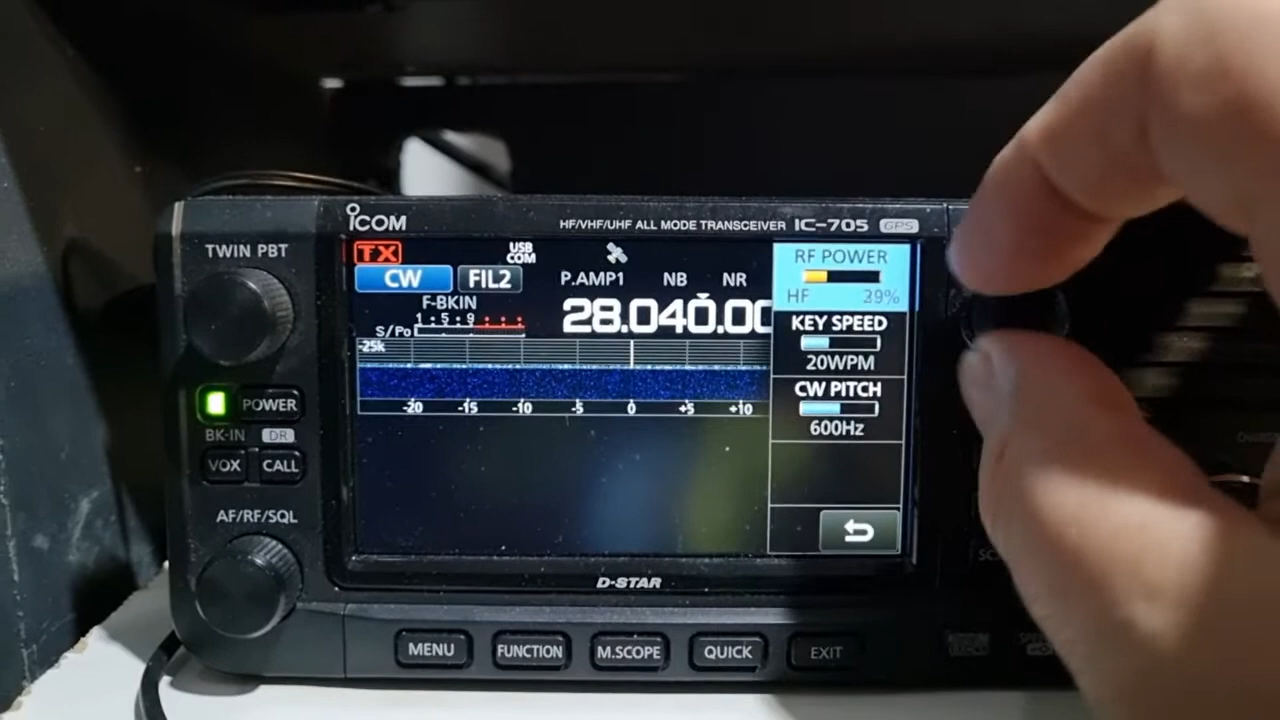 ICOM
HF/VHF/UHF ALL MODE TRANSCEIVER IC-705 GPS
TWIN PBT
TX
USB
COM
CW FIL2
P.AMP1 NB NR
F-BKIN
1 5 9
S/Po
28.040.00
-25k
-20 -15 -10 -5 0 +5 +10
RF POWER
HF 39%
KEY SPEED
20WPM
CW PITCH
600Hz
POWER
BK-IN DR
VOX CALL
AF/RF/SQL
D-STAR
MENU FUNCTION M.SCOPE QUICK EXIT